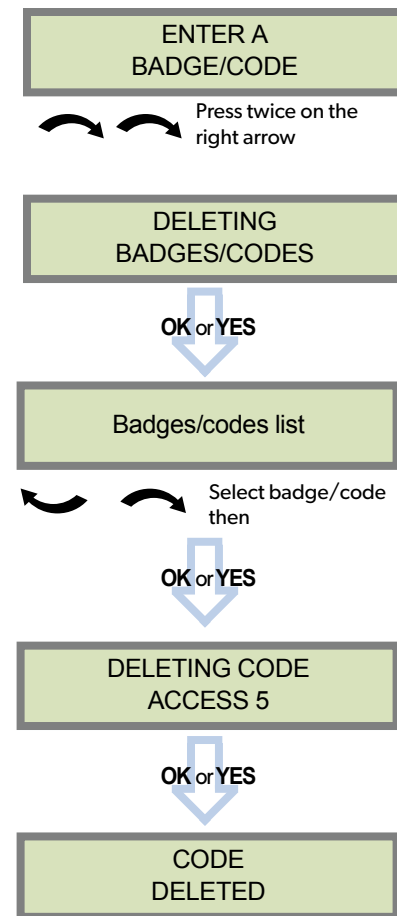 ENTER A
BADGE/CODE
Press twice on the
right arrow
DELETING
BADGES/CODES
OK or YES
Badges/codes list
Select badge/code
then
OK or YES
DELETING CODE
ACCESS 5
OK or YES
CODE
DELETED